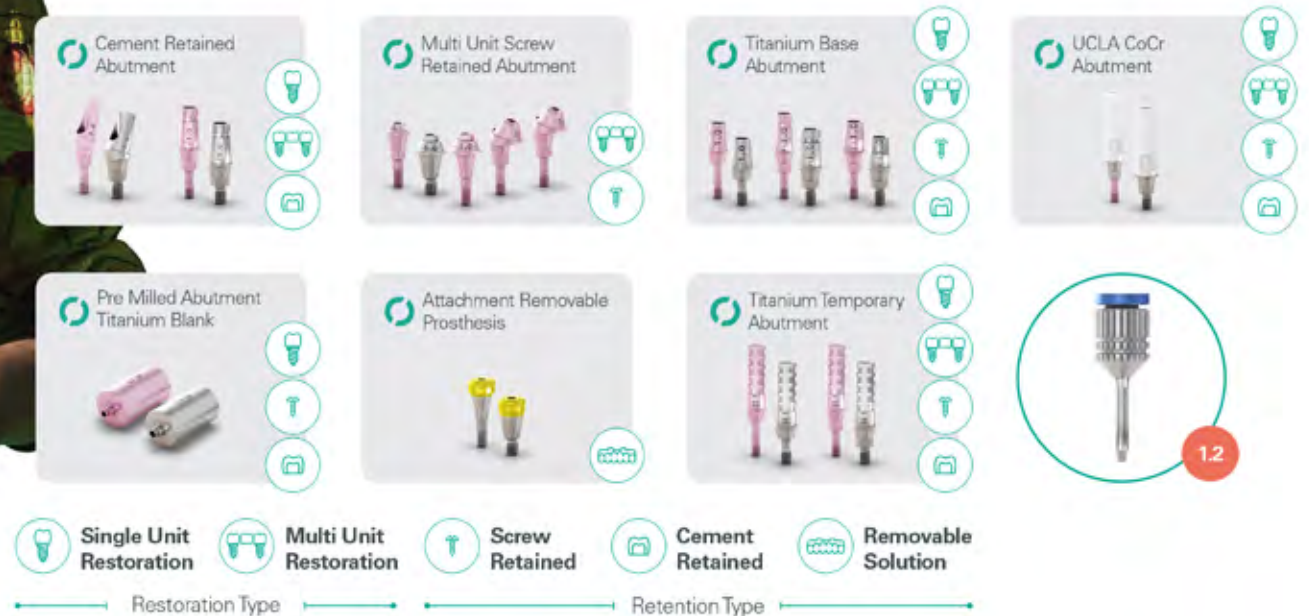 Cement Retained
Abutment
Multi Unit Screw
Retained Abutment
Titanium Base
Abutment
UCLA CoCr
Abutment
Pre Milled Abutment
Titanium Blank
Attachment Removable
Prosthesis
Titanium Temporary
Abutment
1.2
Single Unit
Restoration
Multi Unit
Restoration
Screw
Retained
Cement
Retained
Removable
Solution
Restoration Type
Retention Type